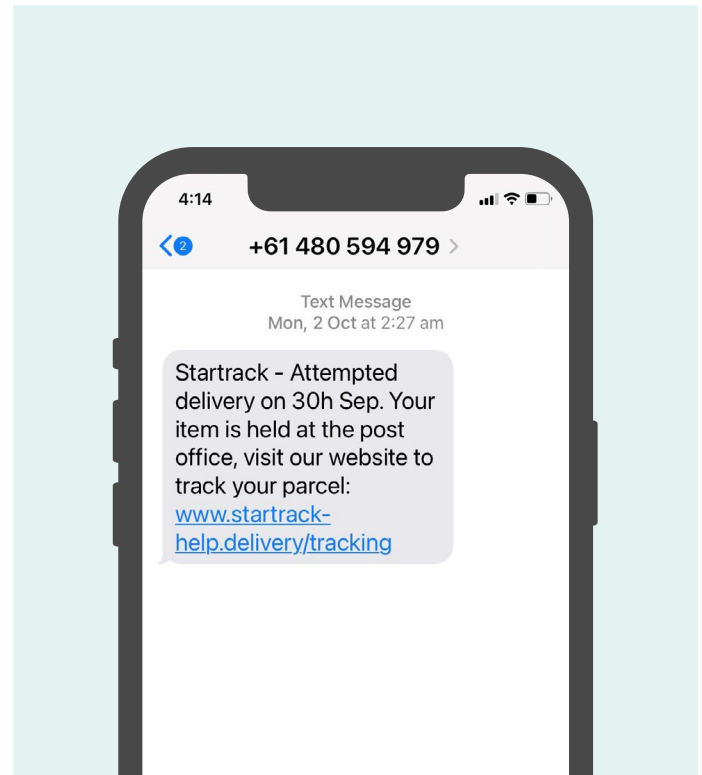 4:14
2
+61 480 594 979
Text Message
Mon, 2 Oct at 2:27 am
Startrack - Attempted
delivery on 30h Sep. Your
item is held at the post
office, visit our website to
track your parcel:
www.startrack-
help.delivery/tracking